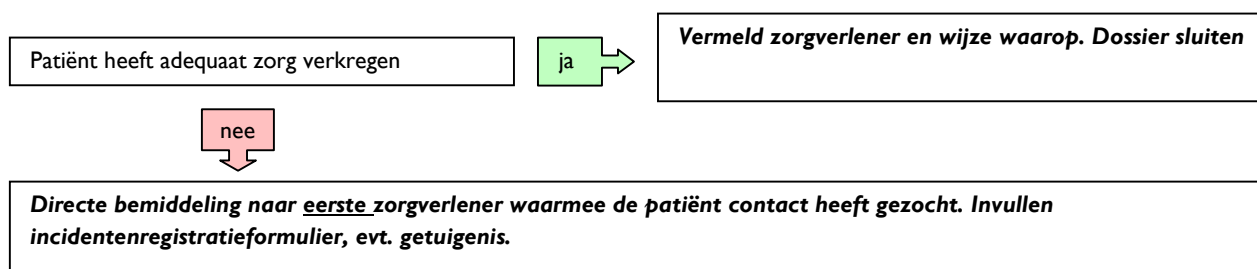 Patiënt heeft adequaat zorg verkregen
ja
Vermeld zorgverlener en wijze waarop. Dossier sluiten
nee
Directe bemiddeling naar eerste zorgverlener waarmee de patiënt contact heeft gezocht. Invullen
incidentenregistratieformulier, evt. getuigenis.